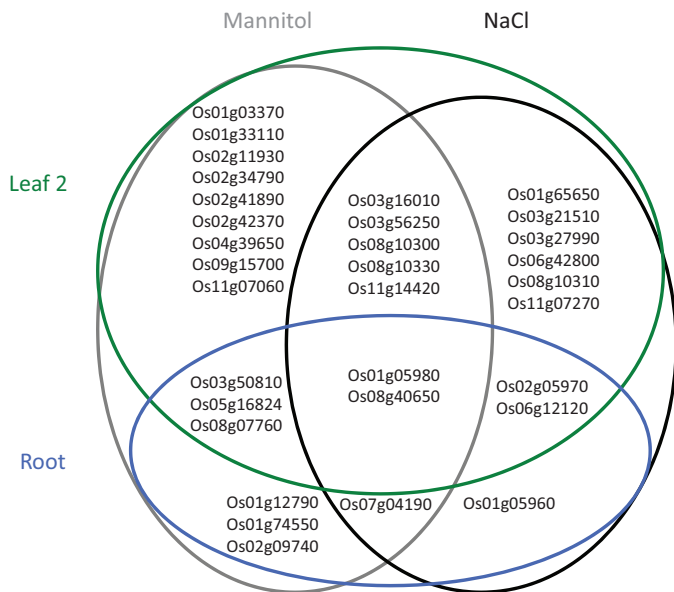 Mannitol
NaCl
Leaf 2
Os01g03370
Os01g33110
Os02g11930
Os02g34790
Os02g41890
Os02g42370
Os04g39650
Os09g15700
Os11g07060
Os03g16010
Os03g56250
Os08g10300
Os08g10330
Os11g14420
Os01g65650
Os03g21510
Os03g27990
Os06g42800
Os08g10310
Os11g07270
Root
Os03g50810
Os05g16824
Os08g07760
Os01g05980
Os08g40650
Os02g05970
Os06g12120
Os01g12790
Os01g74550
Os02g09740
Os07g04190
Os01g05960